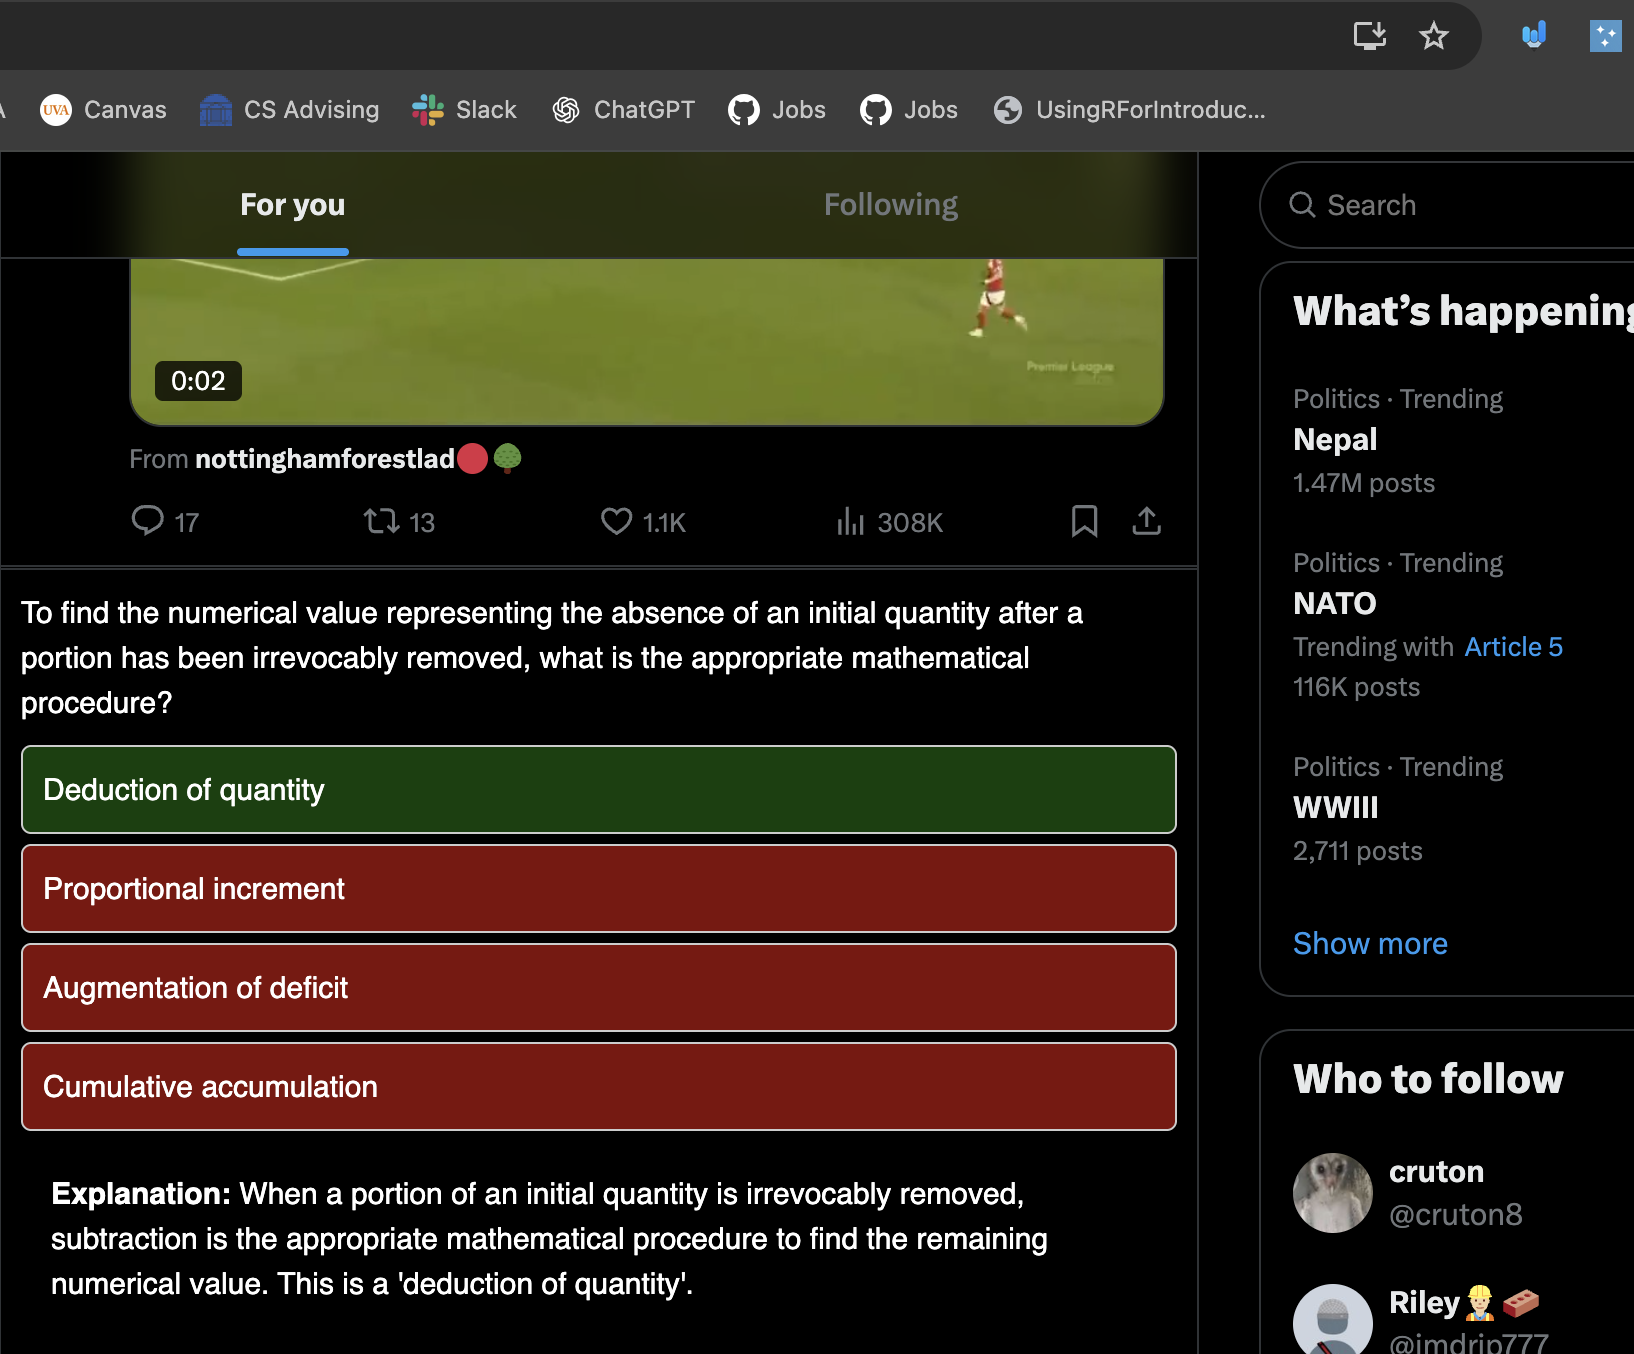 UVA Canvas CS Advising Slack ChatGPT Jobs Jobs UsingRForIntroduc...
For you Following
0:02
Premier League
From nottinghamforestlad🔴🌳
17 13 1.1K 308K
To find the numerical value representing the absence of an initial quantity after a
portion has been irrevocably removed, what is the appropriate mathematical
procedure?
Deduction of quantity
Proportional increment
Augmentation of deficit
Cumulative accumulation
Explanation: When a portion of an initial quantity is irrevocably removed,
subtraction is the appropriate mathematical procedure to find the remaining
numerical value. This is a 'deduction of quantity'.
Search
What's happening
Politics · Trending
Nepal
1.47M posts
Politics · Trending
NATO
Trending with Article 5
116K posts
Politics · Trending
WWIII
2,711 posts
Show more
Who to follow
cruton
@cruton8
Riley👷🏻🧱
@imdrip777